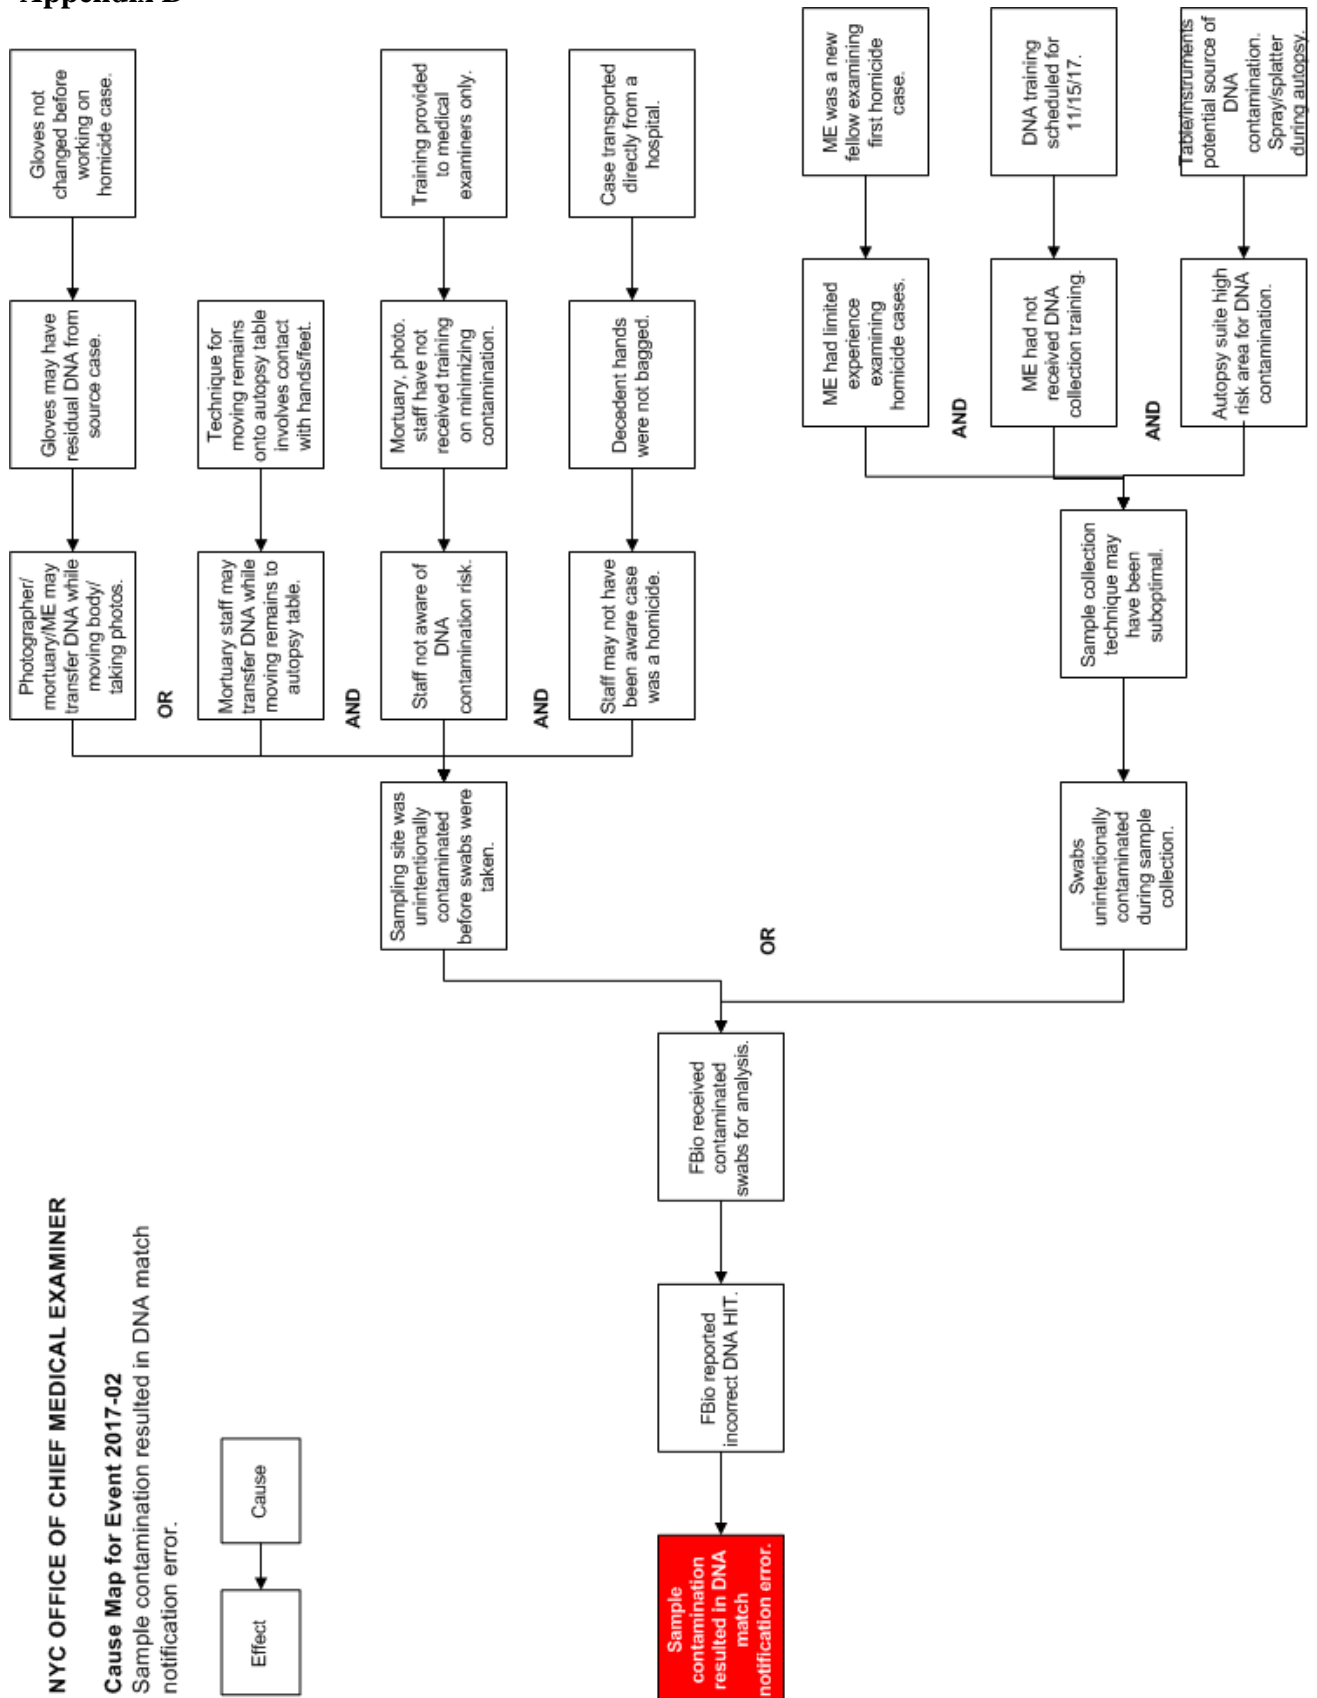 Appendix B
NYC OFFICE OF CHIEF MEDICAL EXAMINER
Cause Map for Event 2017-02
Sample contamination resulted in DNA match
notification error.
Effect
Cause
Sample
contamination
resulted in DNA
match
notification error.
FBio reported
incorrect DNA HIT.
FBio received
contaminated
swabs for analysis.
OR
Sampling site was
unintentionally
contaminated
before swabs were
taken.
Photographer/
mortuary/ME may
transfer DNA while
moving body/
taking photos.
Gloves may have
residual DNA from
source case.
Gloves not
changed before
working on
homicide case.
OR
Mortuary staff may
transfer DNA while
moving remains to
autopsy table.
Technique for
moving remains
onto autopsy table
involves contact
with hands/feet.
AND
Staff not aware of
DNA
contamination risk.
Mortuary, photo.
staff have not
received training
on minimizing
contamination.
Training provided
to medical
examiners only.
AND
Staff may not have
been aware case
was a homicide.
Decedent hands
were not bagged.
Case transported
directly from a
hospital.
Swabs
unintentionally
contaminated
during sample
collection.
Sample collection
technique may
have been
suboptimal.
ME had limited
experience
examining
homicide cases.
ME was a new
fellow examining
first homicide
case.
AND
ME had not
received DNA
collection training.
DNA training
scheduled for
11/15/17.
AND
Autopsy suite high
risk area for DNA
contamination.
Table/instruments
potential source of
DNA
contamination.
Spray/splatter
during autopsy.